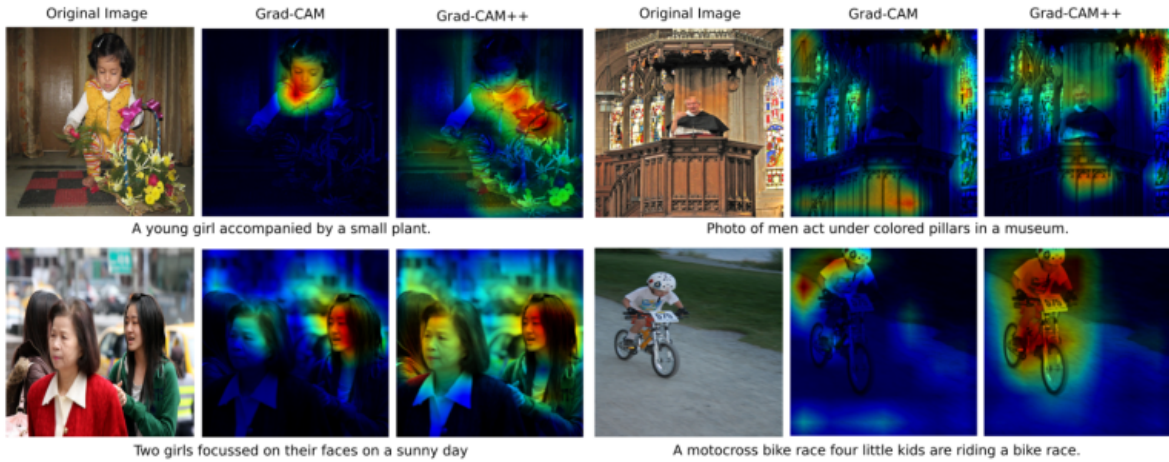 Original Image Grad-CAM Grad-CAM++ Original Image Grad-CAM Grad-CAM++
A young girl accompanied by a small plant. Photo of men act under colored pillars in a museum.
Two girls focussed on their faces on a sunny day A motocross bike race four little kids are riding a bike race.